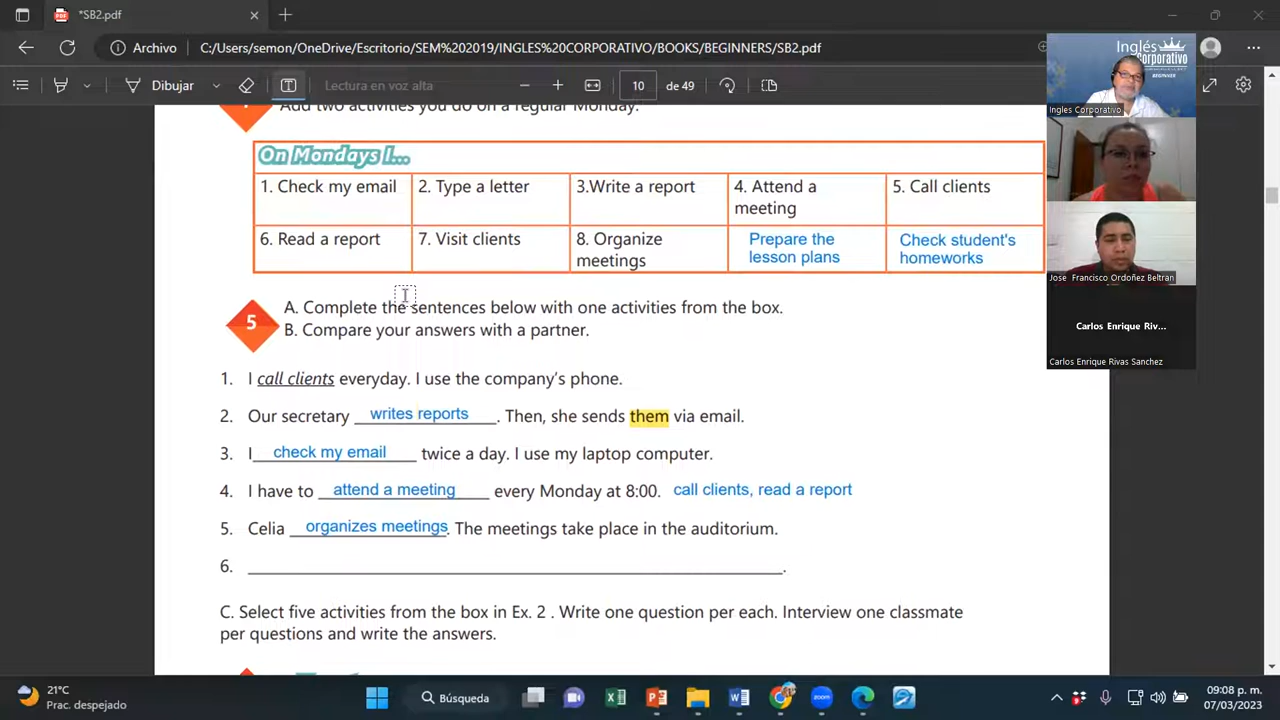 *SB2.pdf
Archivo
C:/Users/semon/OneDrive/Escritorio/SEM%202019/INGLES%20CORPORATIVO/BOOKS/BEGINNERS/SB2.pdf
Dibujar
Lectura en voz alta
10
de 49
Add two activities you do on a regular Monday.
On Mondays I...
1. Check my email
2. Type a letter
3.Write a report
4. Attend a
meeting
5. Call clients
6. Read a report
7. Visit clients
8. Organize
meetings
Prepare the
lesson plans
Check student's
homeworks
5
A. Complete the sentences below with one activities from the box.
B. Compare your answers with a partner.
1. I call clients everyday. I use the company's phone.
2. Our secretary writes reports. Then, she sends them via email.
3. I check my email twice a day. I use my laptop computer.
4. I have to attend a meeting every Monday at 8:00. call clients, read a report
5. Celia organizes meetings. The meetings take place in the auditorium.
6. ______.
C. Select five activities from the box in Ex. 2 . Write one question per each. Interview one classmate
per questions and write the answers.
Inglés
Corporativo
BEGINNER
Ingles Corporativo
Jose Francisco Ordoñez Beltran
Carlos Enrique Riv...
Carlos Enrique Rivas Sanchez
21°C
Prac. despejado
Búsqueda
09:08 p. m.
07/03/2023